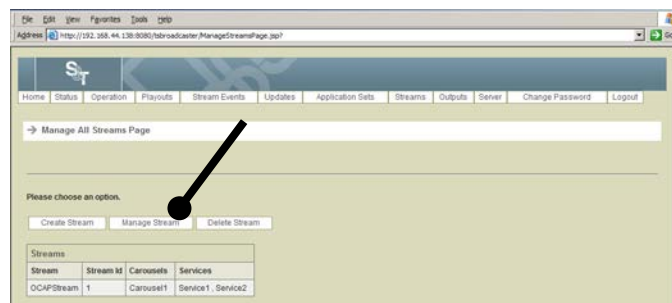 File Edit View Favorites Tools Help
Address http://192.168.44.138:8080/tsbroadcaster/ManageStreamsPage.jsp? Go
S&T
Home Status Operation Playouts Stream Events Updates Application Sets Streams Outputs Server Change Password Logout
→ Manage All Streams Page
Please choose an option.
Create Stream Manage Stream Delete Stream
Streams
Stream Stream Id Carousels Services
OCAPStream 1 Carousel1 Service1 , Service2